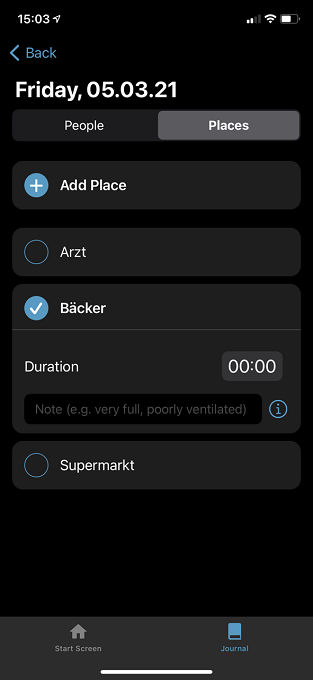 15:03
Back
Friday, 05.03.21
People Places
Add Place
Arzt
Bäcker
Duration 00:00
Note (e.g. very full, poorly ventilated)
Supermarkt
Start Screen Journal